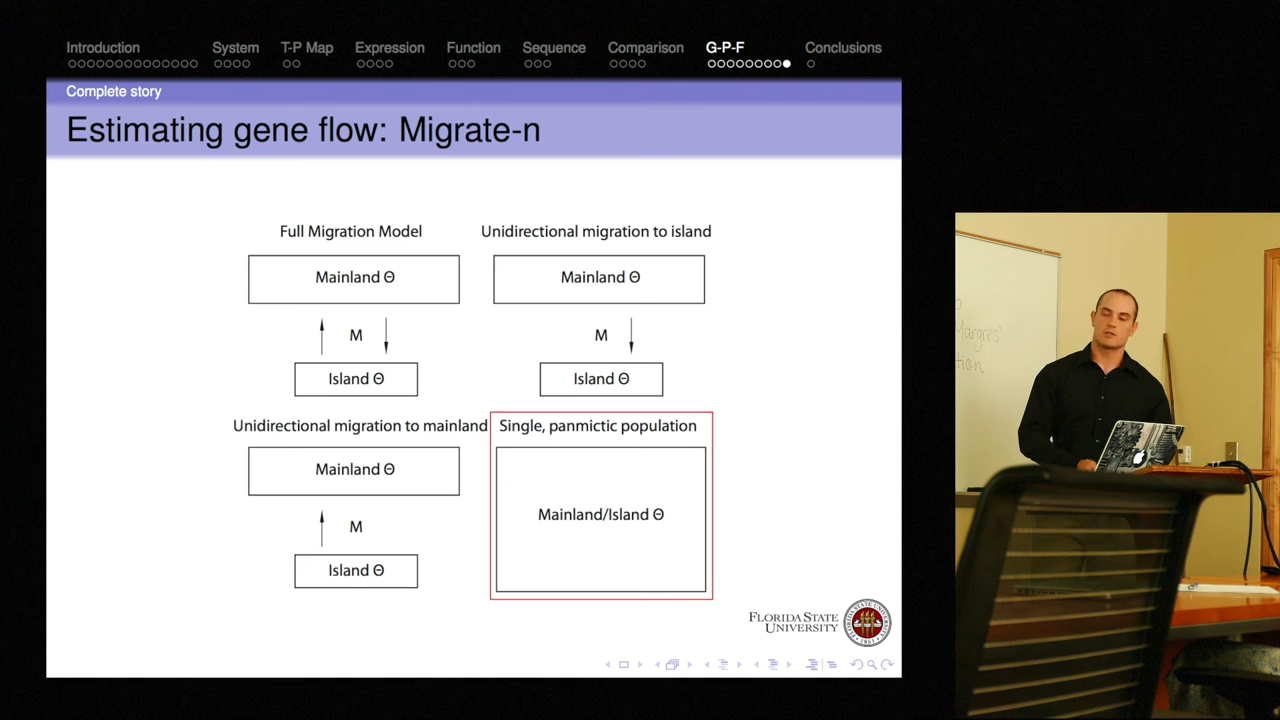 Introduction System T-P Map Expression Function Sequence Comparison G-P-F Conclusions
Complete story
Estimating gene flow: Migrate-n
Full Migration Model
Mainland Θ
M
Island Θ
Unidirectional migration to island
Mainland Θ
M
Island Θ
Unidirectional migration to mainland
Mainland Θ
M
Island Θ
Single, panmictic population
Mainland/Island Θ
FLORIDA STATE
UNIVERSITY
1851
Margres'